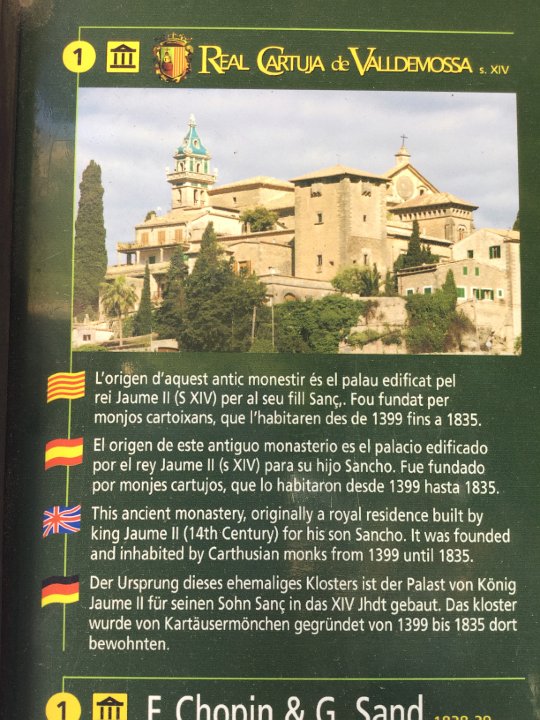 1 REAL CARTUJA de VALLDEMOSSA s. XIV
L'origen d'aquest antic monestir és el palau edificat pel
rei Jaume II (S XIV) per al seu fill Sanç,. Fou fundat per
monjos cartoixans, que l'habitaren des de 1399 fins a 1835.
El origen de este antiguo monasterio es el palacio edificado
por el rey Jaume II (s XIV) para su hijo Sancho. Fue fundado
por monjes cartujos, que lo habitaron desde 1399 hasta 1835.
This ancient monastery, originally a royal residence built by
king Jaume II (14th Century) for his son Sancho. It was founded
and inhabited by Carthusian monks from 1399 until 1835.
Der Ursprung dieses ehemaliges Klosters ist der Palast von König
Jaume II für seinen Sohn Sanç in das XIV Jhdt gebaut. Das kloster
wurde von Kartäusermönchen gegründet von 1399 bis 1835 dort
bewohnten.
1 F. Chopin & G. Sand 1838-39